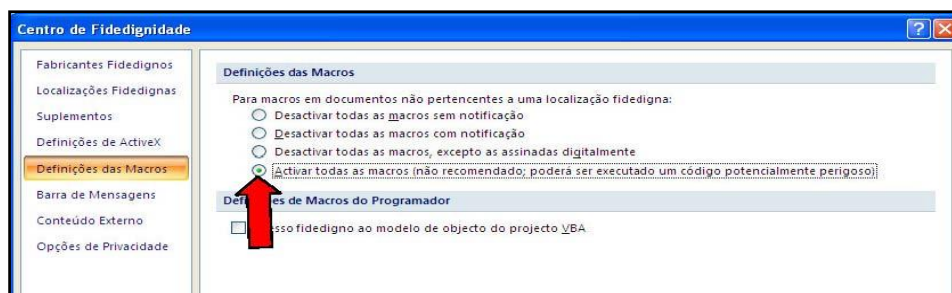 Centro de Fidedignidade
Fabricantes Fidedignos
Localizações Fidedignas
Suplementos
Definições de ActiveX
Definições das Macros
Barra de Mensagens
Conteúdo Externo
Opções de Privacidade
Definições das Macros
Para macros em documentos não pertencentes a uma localização fidedigna:
Desactivar todas as macros sem notificação
Desactivar todas as macros com notificação
Desactivar todas as macros, excepto as assinadas digitalmente
Activar todas as macros (não recomendado; poderá ser executado um código potencialmente perigoso)
de Macros do Programador
fidedigno ao modelo de objecto do projecto VBA